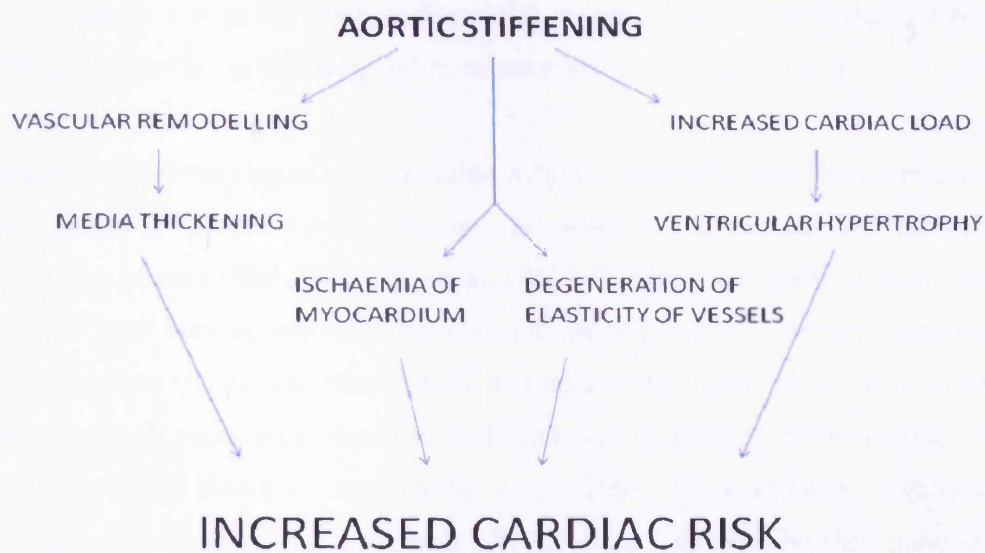 AORTIC STIFFENING
VASCULAR REMODELLING
INCREASED CARDIAC LOAD
MEDIA THICKENING
VENTRICULAR HYPERTROPHY
ISCHAEMIA OF
MYOCARDIUM
DEGENERATION OF
ELASTICITY OF VESSELS
INCREASED CARDIAC RISK